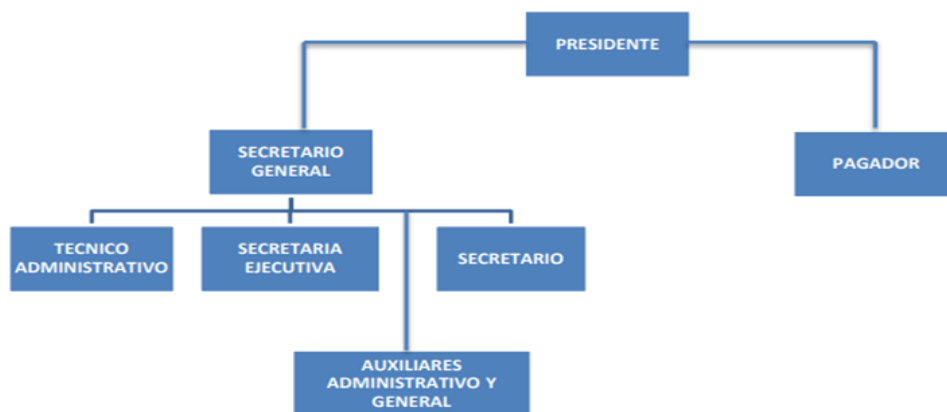 PRESIDENTE
SECRETARIO
GENERAL
PAGADOR
TECNICO
ADMINISTRATIVO
SECRETARIA
EJECUTIVA
SECRETARIO
AUXILIARES
ADMINISTRATIVO Y
GENERAL